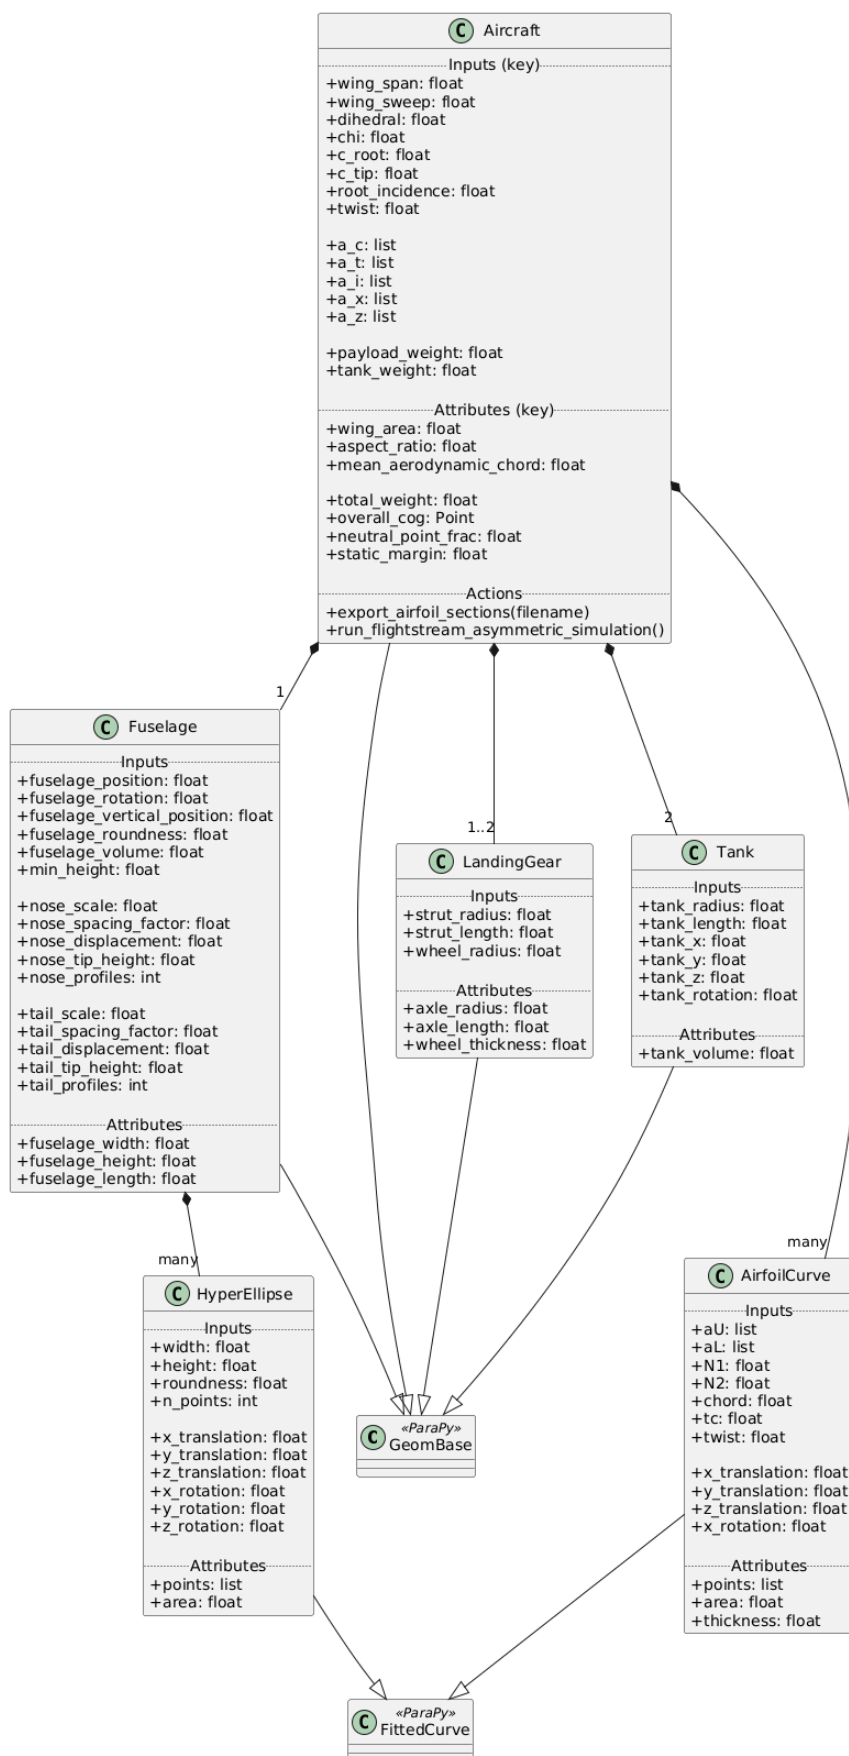 C Aircraft
Inputs (key)
+wing_span: float
+wing_sweep: float
+dihedral: float
+chi: float
+c_root: float
+c_tip: float
+root_incidence: float
+twist: float
+a_c: list
+a_t: list
+a_i: list
+a_x: list
+a_z: list
+payload_weight: float
+tank_weight: float
Attributes (key)
+wing_area: float
+aspect_ratio: float
+mean_aerodynamic_chord: float
+total_weight: float
+overall_cog: Point
+neutral_point_frac: float
+static_margin: float
Actions
+export_airfoil_sections(filename)
+run_flightstream_asymmetric_simulation()
1
C Fuselage
Inputs
+fuselage_position: float
+fuselage_rotation: float
+fuselage_vertical_position: float
+fuselage_roundness: float
+fuselage_volume: float
+min_height: float
+nose_scale: float
+nose_spacing_factor: float
+nose_displacement: float
+nose_tip_height: float
+nose_profiles: int
+tail_scale: float
+tail_spacing_factor: float
+tail_displacement: float
+tail_tip_height: float
+tail_profiles: int
Attributes
+fuselage_width: float
+fuselage_height: float
+fuselage_length: float
1..2
C LandingGear
Inputs
+strut_radius: float
+strut_length: float
+wheel_radius: float
Attributes
+axle_radius: float
+axle_length: float
+wheel_thickness: float
2
C Tank
Inputs
+tank_radius: float
+tank_length: float
+tank_x: float
+tank_y: float
+tank_z: float
+tank_rotation: float
Attributes
+tank_volume: float
many
C HyperEllipse
Inputs
+width: float
+height: float
+roundness: float
+n_points: int
+x_translation: float
+y_translation: float
+z_translation: float
+x_rotation: float
+y_rotation: float
+z_rotation: float
Attributes
+points: list
+area: float
many
C AirfoilCurve
Inputs
+aU: list
+aL: list
+N1: float
+N2: float
+chord: float
+tc: float
+twist: float
+x_translation: float
+y_translation: float
+z_translation: float
+x_rotation: float
Attributes
+points: list
+area: float
+thickness: float
«ParaPy»
C GeomBase
«ParaPy»
C FittedCurve